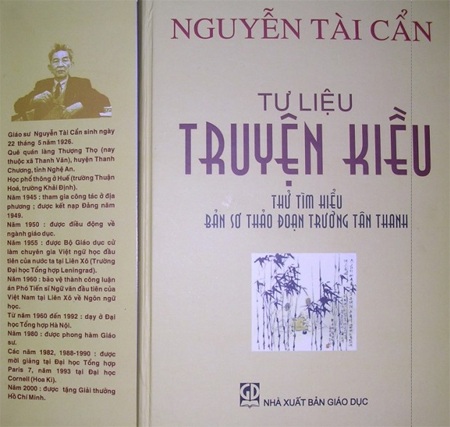 Giáo sư Nguyễn Tài Cẩn sinh ngày
22 tháng 5 năm 1926.
Quê quán làng Thượng Thọ (nay
thuộc xã Thanh Văn), huyện Thanh
Chương, tỉnh Nghệ An.
Học phổ thông ở Huế (trường Thuận
Hoá, trường Khải Định).
Năm 1945 : tham gia công tác ở địa
phương ; được kết nạp Đảng năm
1949.
Năm 1950 : được điều động về
ngành giáo dục.
Năm 1955 : được Bộ Giáo dục cử
làm chuyên gia Việt ngữ học đầu
tiên của nước ta tại Liên Xô (Trường
Đại học Tổng hợp Leningrad).
Năm 1960 : bảo vệ thành công luận
án Phó Tiến sĩ Ngữ văn đầu tiên của
Việt Nam tại Liên Xô về Ngôn ngữ
học.
Từ năm 1960 đến 1992 : dạy ở Đại
học Tổng hợp Hà Nội.
Năm 1980 : được phong hàm Giáo
sư.
Các năm 1982, 1988-1990 : được
mời giảng tại Đại học Tổng hợp
Paris 7, năm 1993 tại Đại học
Cornell (Hoa Kì).
Năm 2000 : được tặng Giải thưởng
Hồ Chí Minh.
NGUYỄN TÀI CẨN
TƯ LIỆU
TRUYỆN KIỀU
THỬ TÌM HIỂU
BẢN SƠ THẢO ĐOẠN TRƯỜNG TÂN THANH
GD
NHÀ XUẤT BẢN GIÁO DỤC